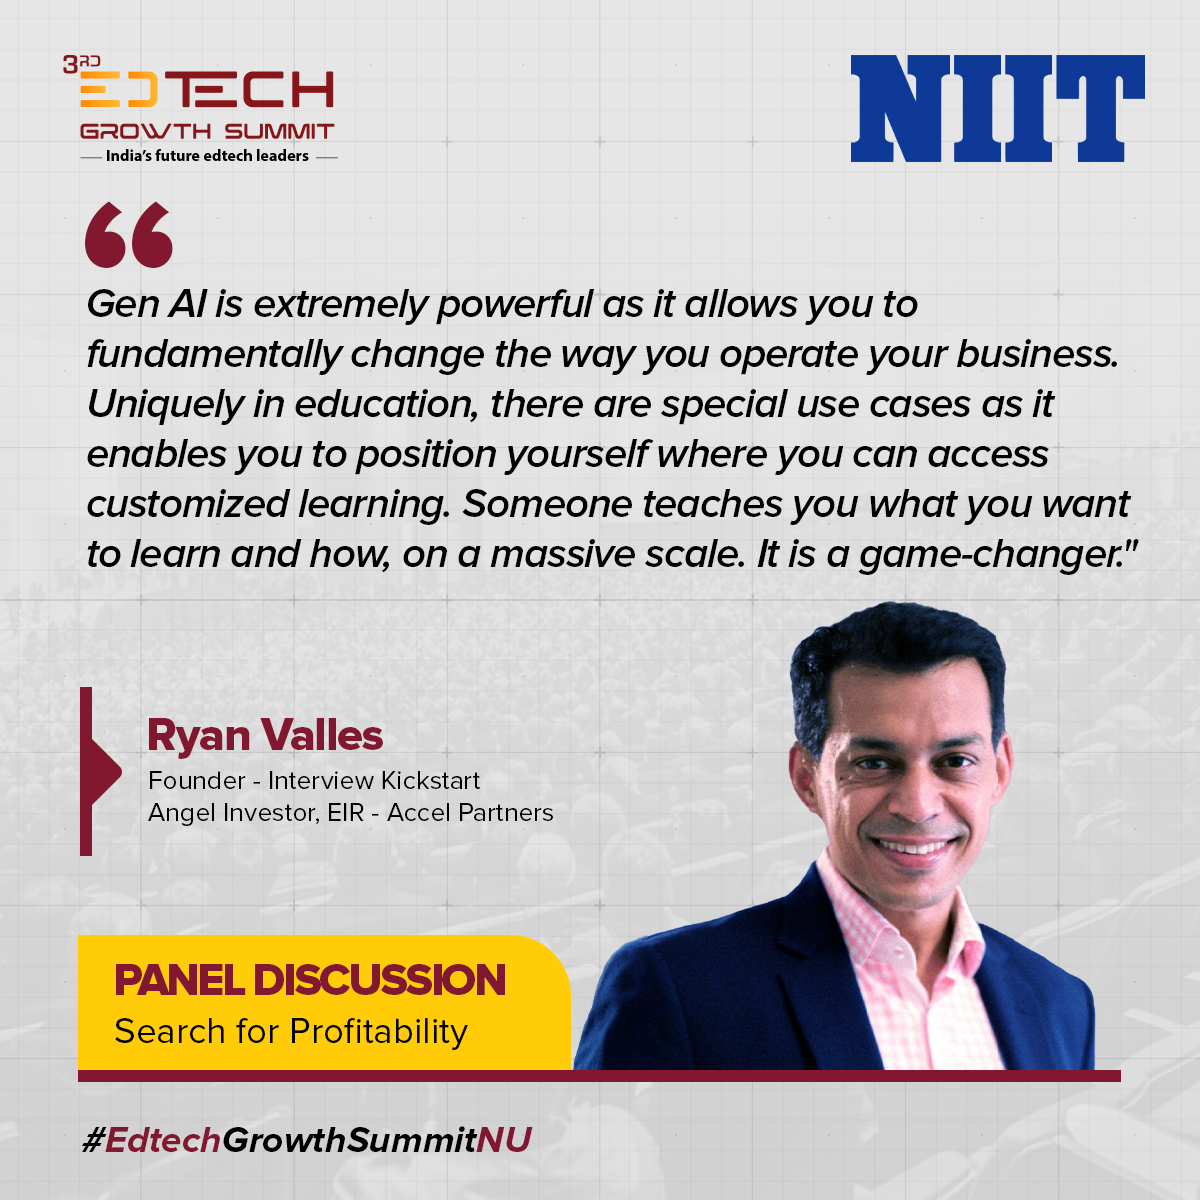 3RD
EDTECH
GROWTH SUMMIT
India's future edtech leaders
NIIT
“
Gen AI is extremely powerful as it allows you to
fundamentally change the way you operate your business.
Uniquely in education, there are special use cases as it
enables you to position yourself where you can access
customized learning. Someone teaches you what you want
to learn and how, on a massive scale. It is a game-changer."
Ryan Valles
Founder - Interview Kickstart
Angel Investor, EIR - Accel Partners
PANEL DISCUSSION
Search for Profitability
#EdtechGrowthSummitNU